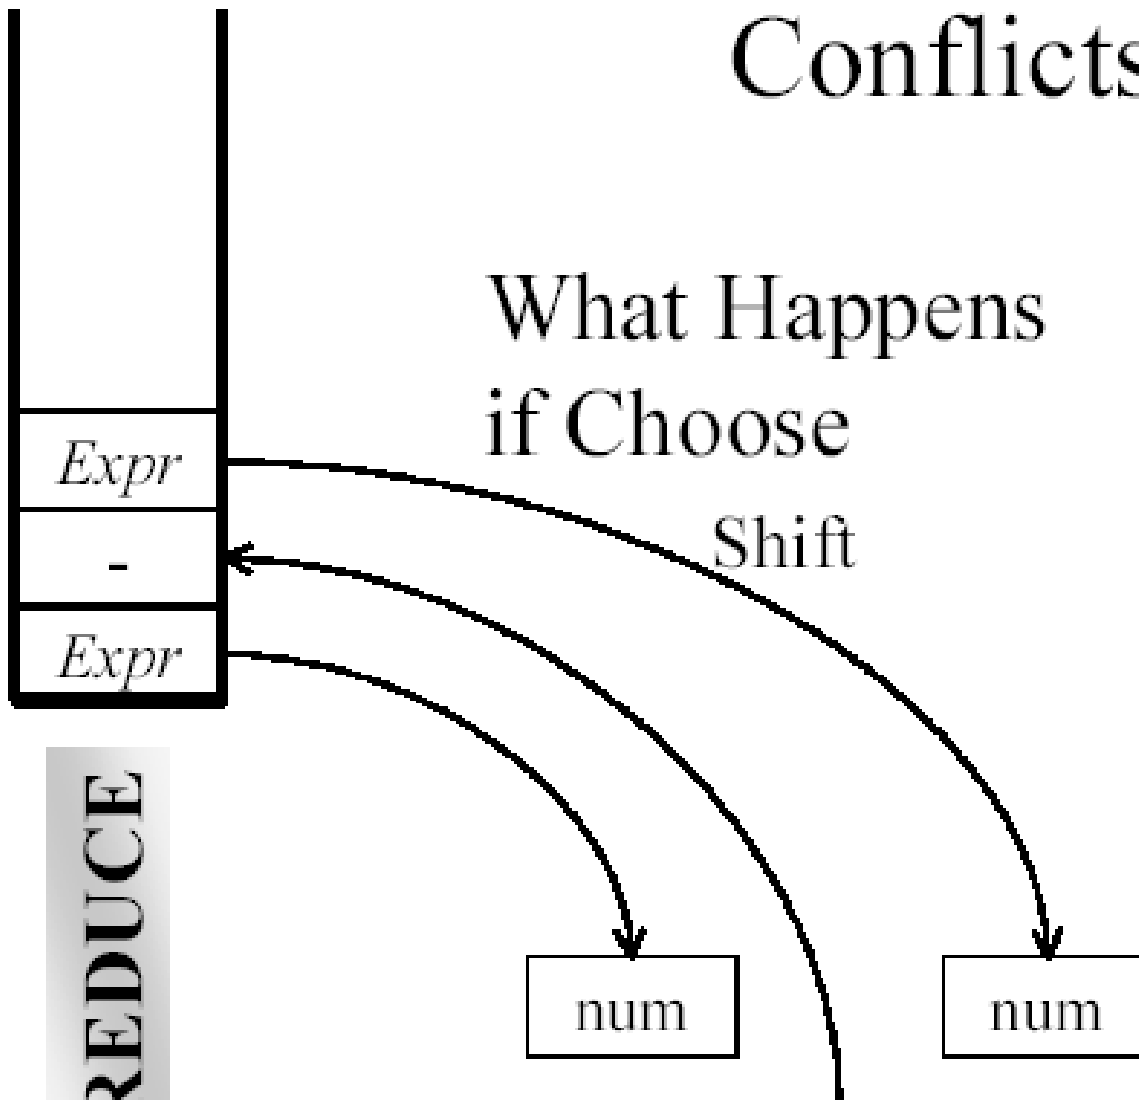 Conflicts
What Happens
if Choose
Shift
Expr
-
Expr
REDUCE
num
num